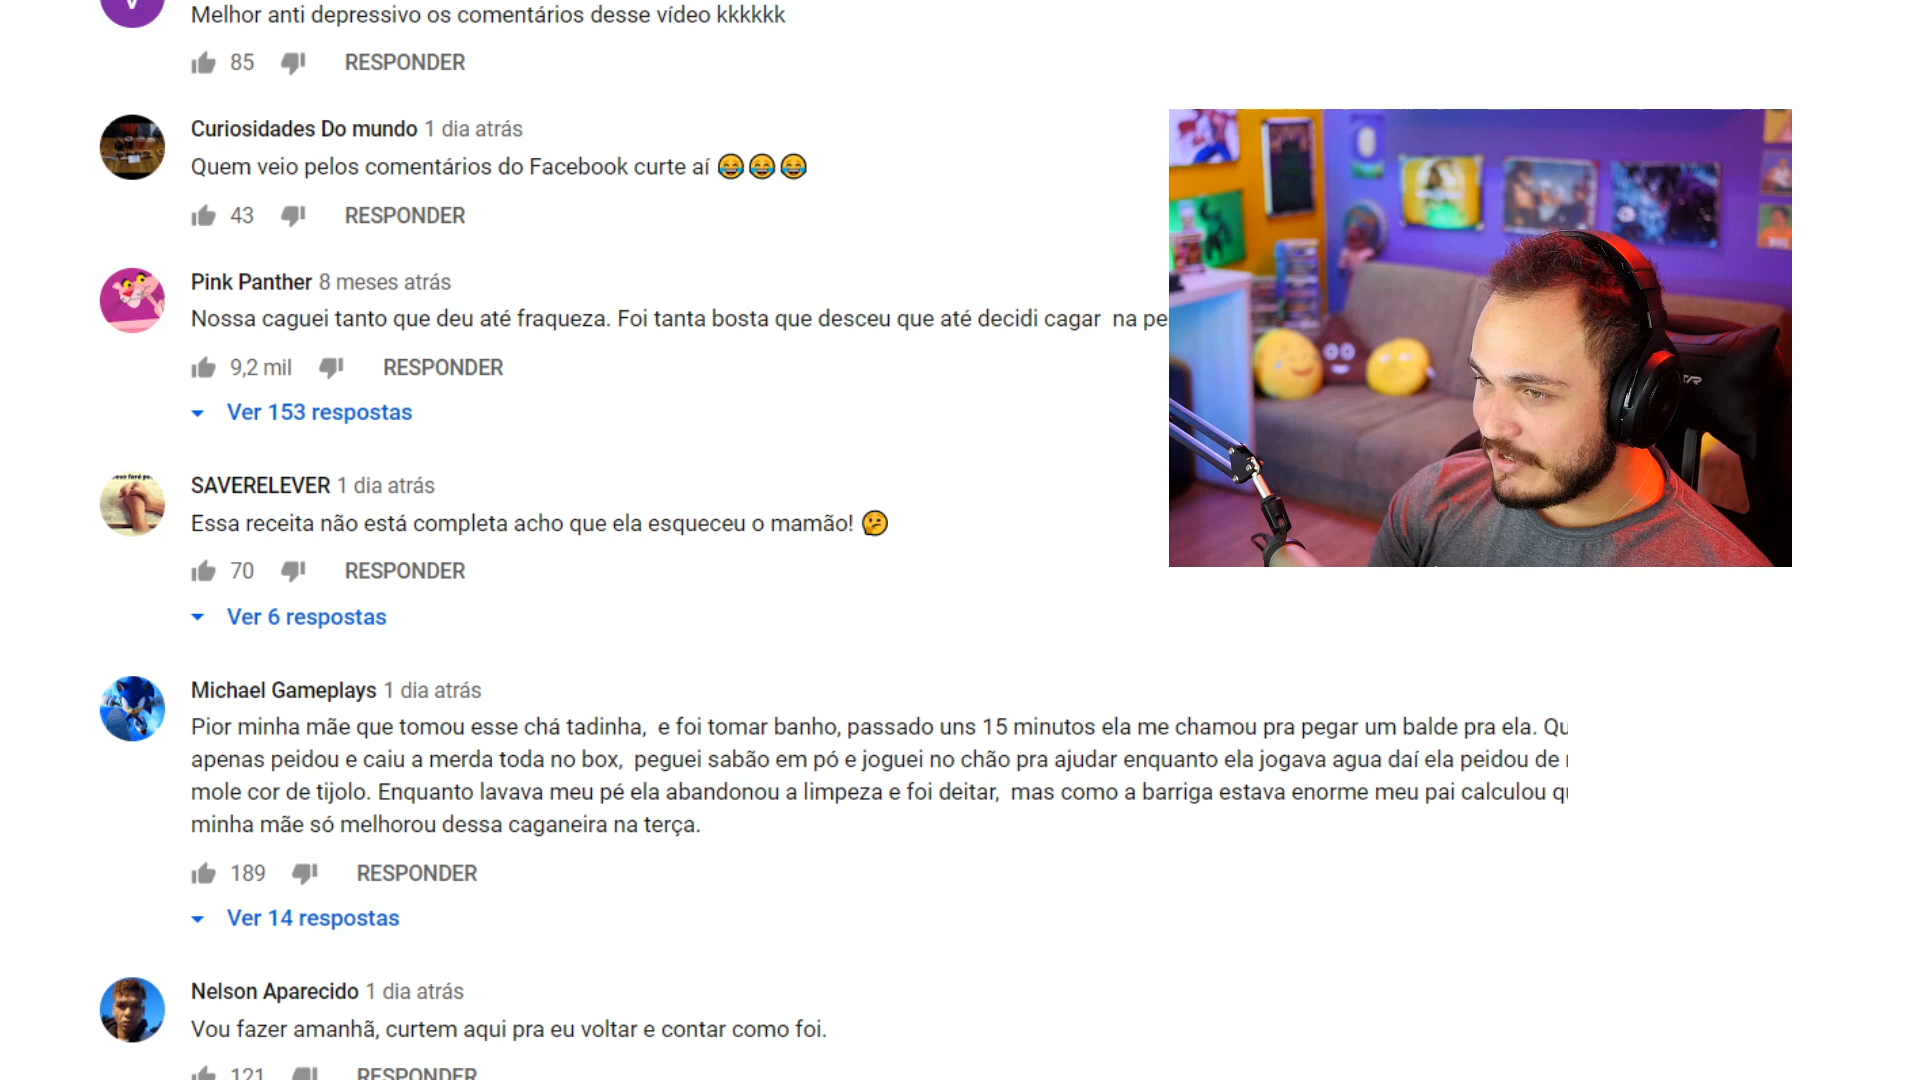 Melhor anti depressivo os comentários desse vídeo kkkkkk
85 RESPONDER
Curiosidades Do mundo 1 dia atrás
Quem veio pelos comentários do Facebook curte aí 😂😂😂
43 RESPONDER
Pink Panther 8 meses atrás
Nossa caguei tanto que deu até fraqueza. Foi tanta bosta que desceu que até decidi cagar na pe
9,2 mil RESPONDER
Ver 153 respostas
SAVERELEVER 1 dia atrás
Essa receita não está completa acho que ela esqueceu o mamão! 🤔
70 RESPONDER
Ver 6 respostas
Michael Gameplays 1 dia atrás
Pior minha mãe que tomou esse chá tadinha, e foi tomar banho, passado uns 15 minutos ela me chamou pra pegar um balde pra ela. Qu
apenas peidou e caiu a merda toda no box, peguei sabão em pó e joguei no chão pra ajudar enquanto ela jogava agua daí ela peidou de
mole cor de tijolo. Enquanto lavava meu pé ela abandonou a limpeza e foi deitar, mas como a barriga estava enorme meu pai calculou qu
minha mãe só melhorou dessa caganeira na terça.
189 RESPONDER
Ver 14 respostas
Nelson Aparecido 1 dia atrás
Vou fazer amanhã, curtem aqui pra eu voltar e contar como foi.
121 RESPONDER